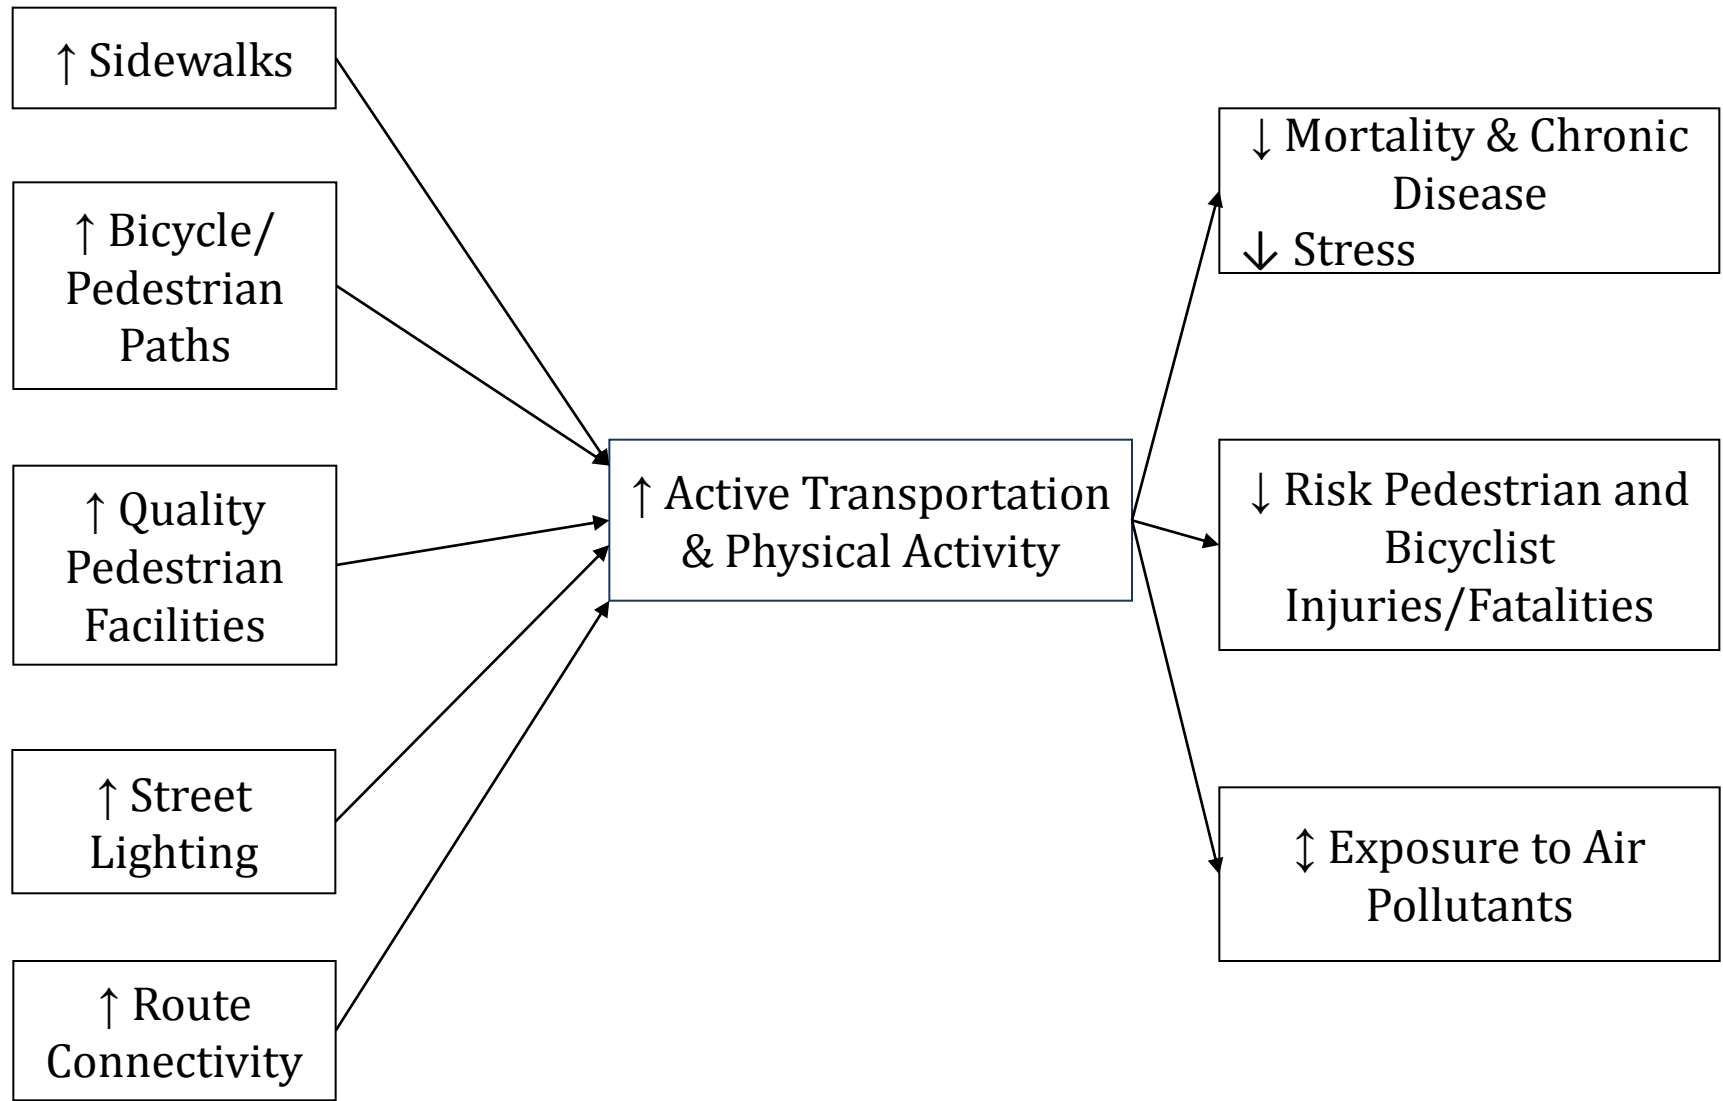 ↑ Sidewalks
↑ Bicycle/
Pedestrian
Paths
↑ Quality
Pedestrian
Facilities
↑ Street
Lighting
↑ Route
Connectivity
↑ Active Transportation
& Physical Activity
↓ Mortality & Chronic
Disease
↓ Stress
↓ Risk Pedestrian and
Bicyclist
Injuries/Fatalities
↕ Exposure to Air
Pollutants